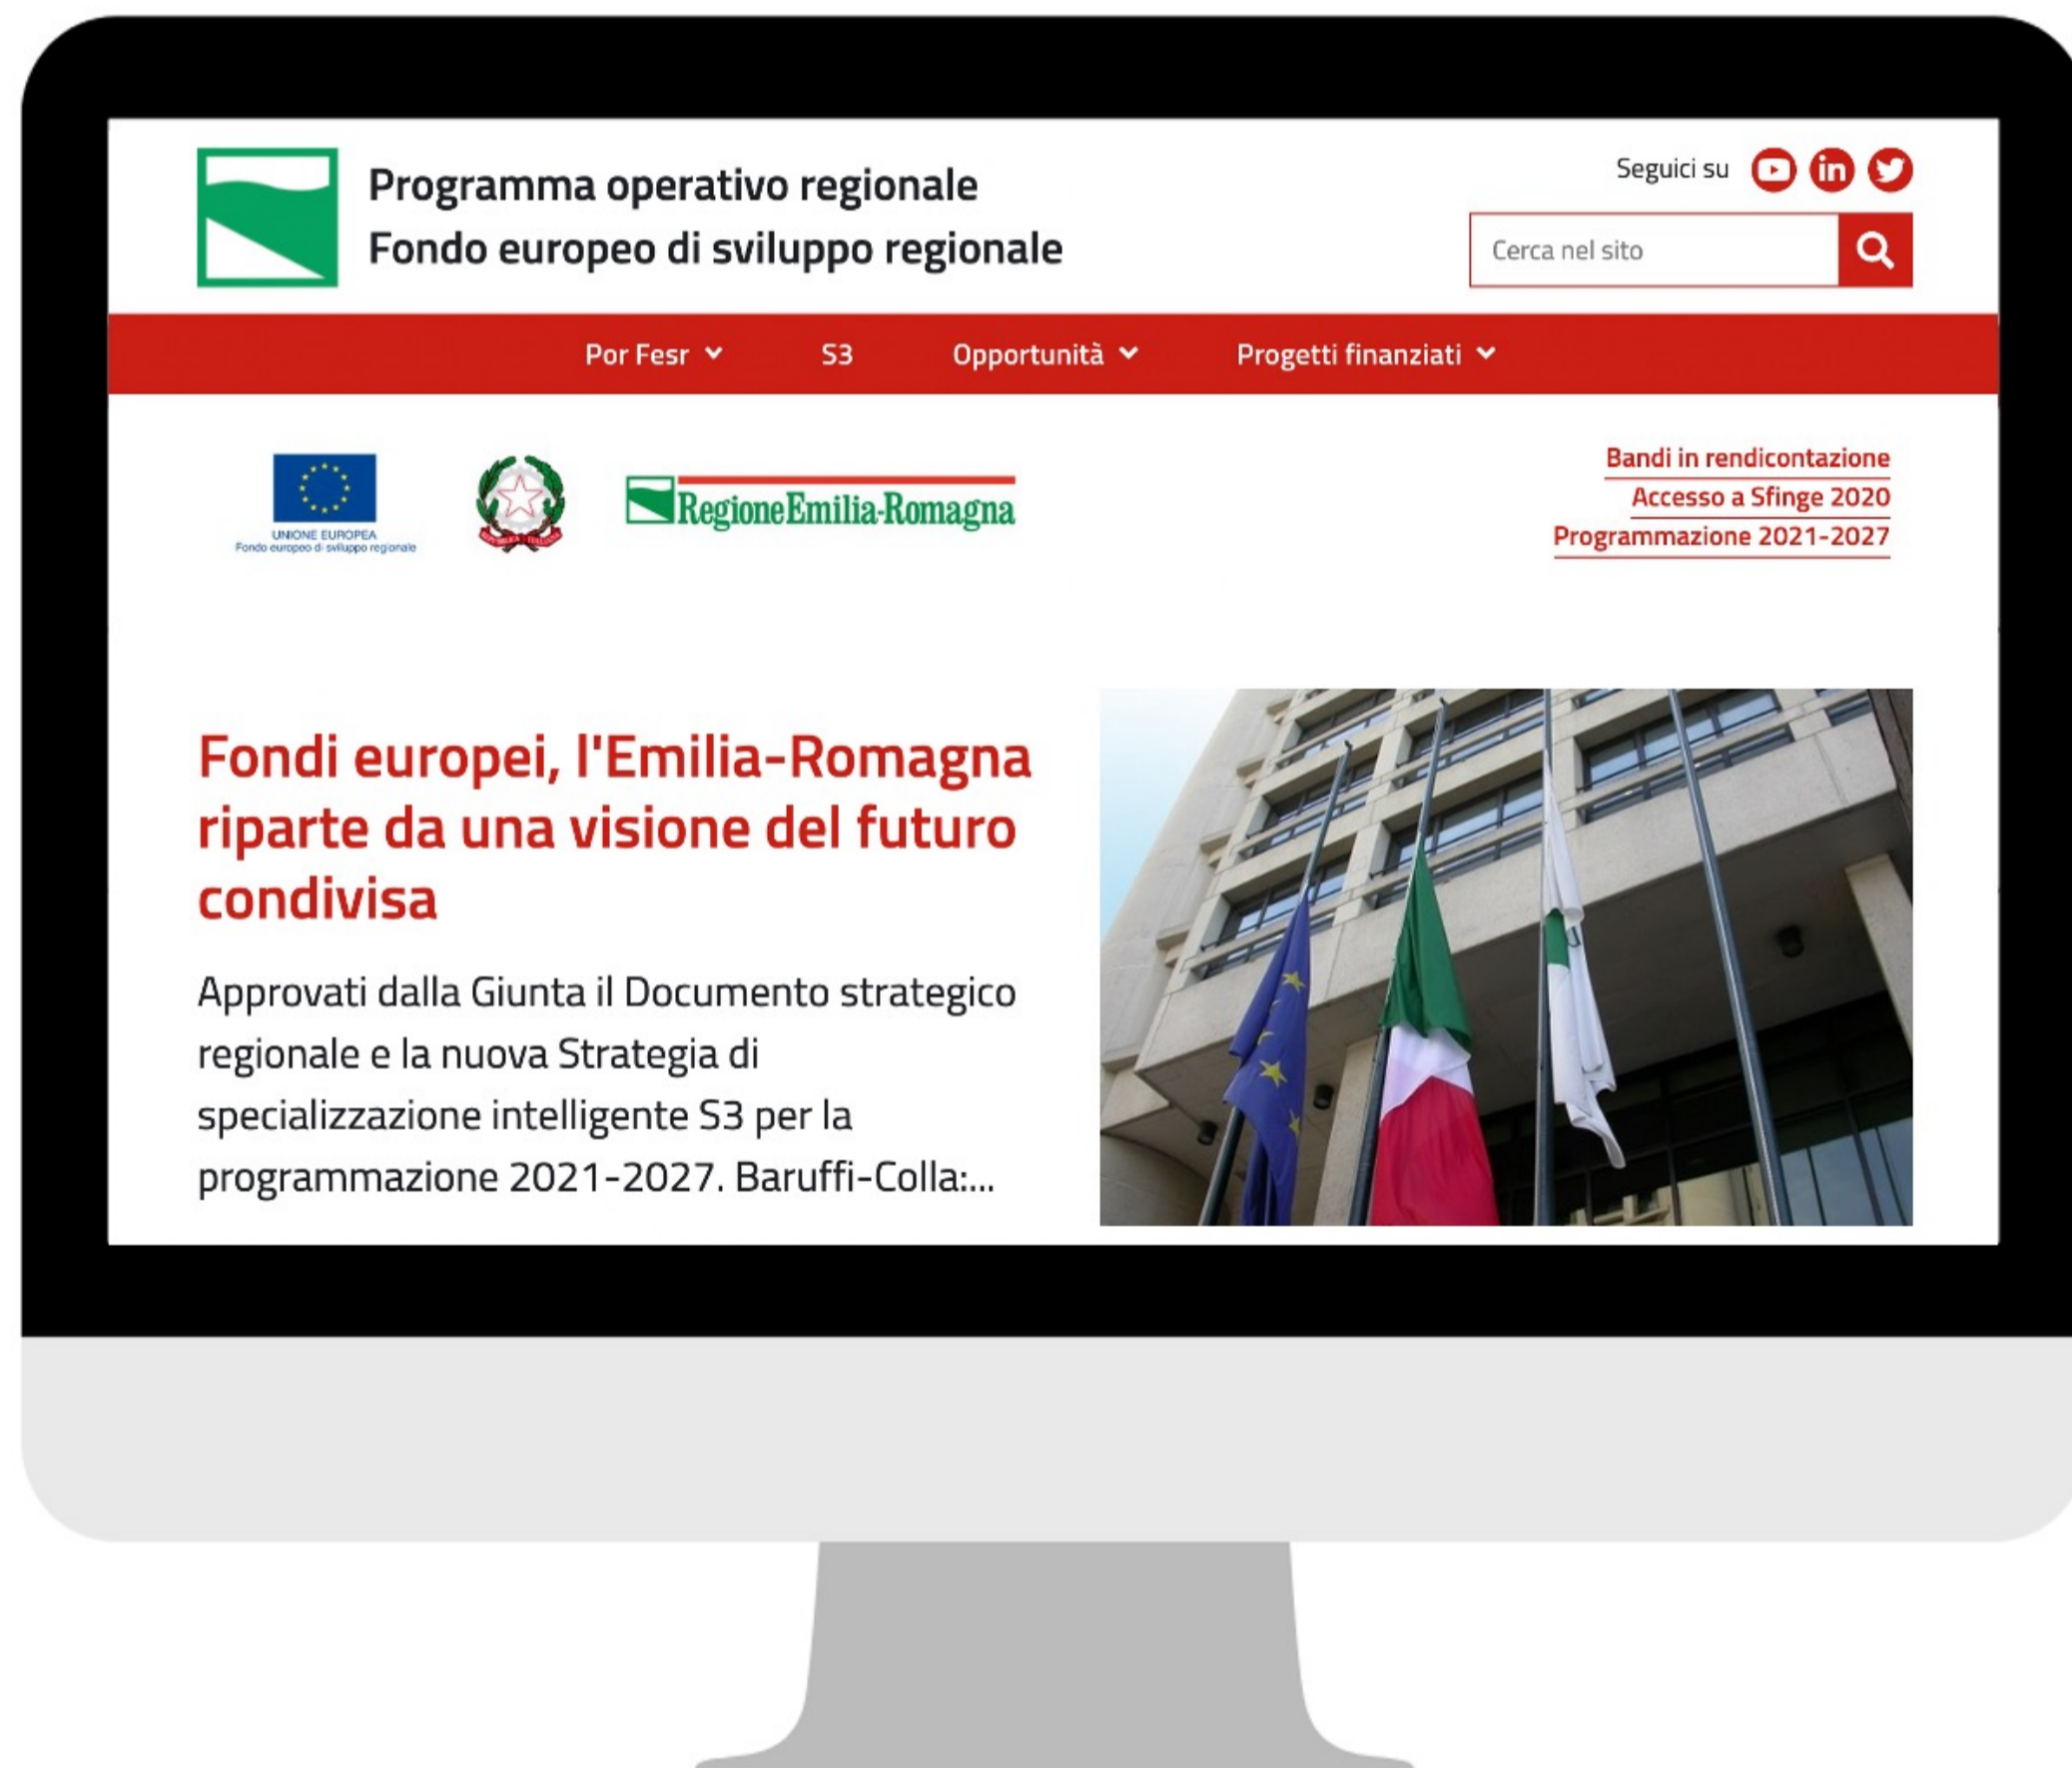 Programma operativo regionale
Fondo europeo di sviluppo regionale
Seguici su
Cerca nel sito
Por Fesr
S3
Opportunità
Progetti finanziati
UNIONE EUROPEA
Fondo europeo di sviluppo regionale
RegioneEmilia-Romagna
Bandi in rendicontazione
Accesso a Sfinge 2020
Programmazione 2021-2027
Fondi europei, l'Emilia-Romagna
riparte da una visione del futuro
condivisa
Approvati dalla Giunta il Documento strategico
regionale e la nuova Strategia di
specializzazione intelligente S3 per la
programmazione 2021-2027. Baruffi-Colla:...